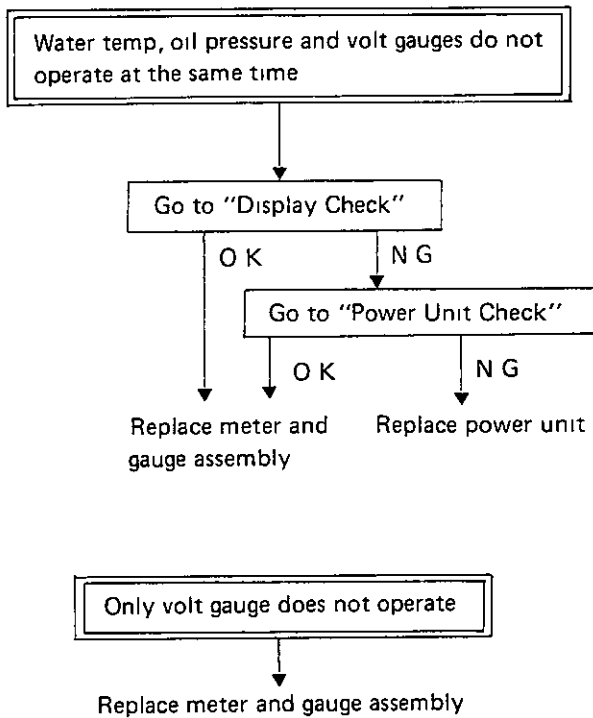 Water temp, oil pressure and volt gauges do not
operate at the same time
Go to "Display Check"
O K
N G
Go to "Power Unit Check"
O K
N G
Replace meter and
gauge assembly
Replace power unit
Only volt gauge does not operate
Replace meter and gauge assembly